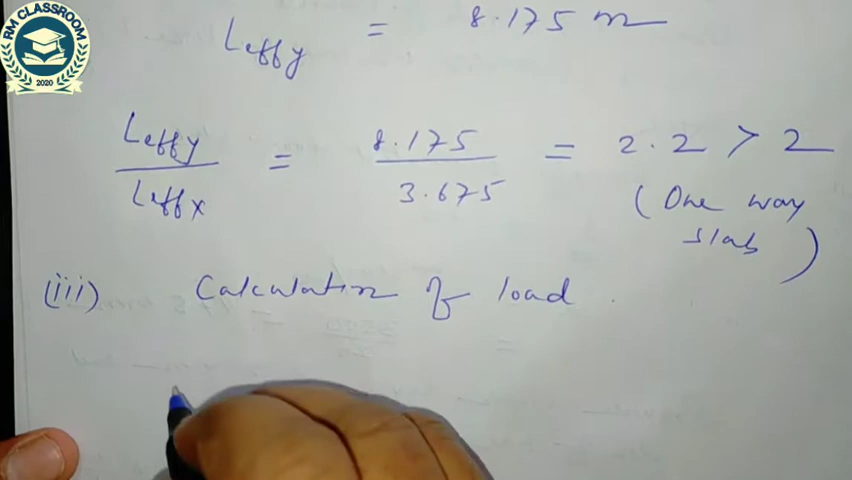 RM CLASSROOM
2020
Leffy = 8.175 m
Leffy / Leffx = 8.175 / 3.675 = 2.2 > 2
(One way
slab)
(iii) Calculation of load